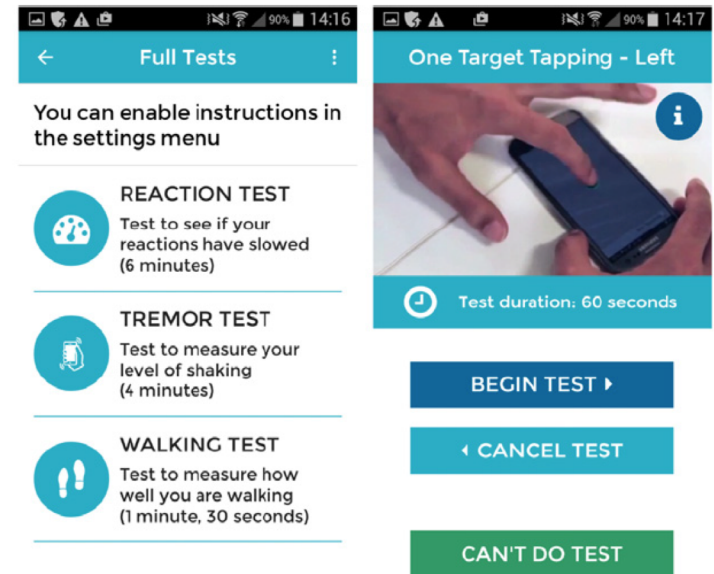 90% 14:16
Full Tests
You can enable instructions in
the settings menu
REACTION TEST
Test to see if your
reactions have slowed
(6 minutes)
TREMOR TEST
Test to measure your
level of shaking
(4 minutes)
WALKING TEST
Test to measure how
well you are walking
(1 minute, 30 seconds)
90% 14:17
One Target Tapping - Left
i
SAMSUNG
Test duration: 60 seconds
BEGIN TEST
CANCEL TEST
CAN'T DO TEST